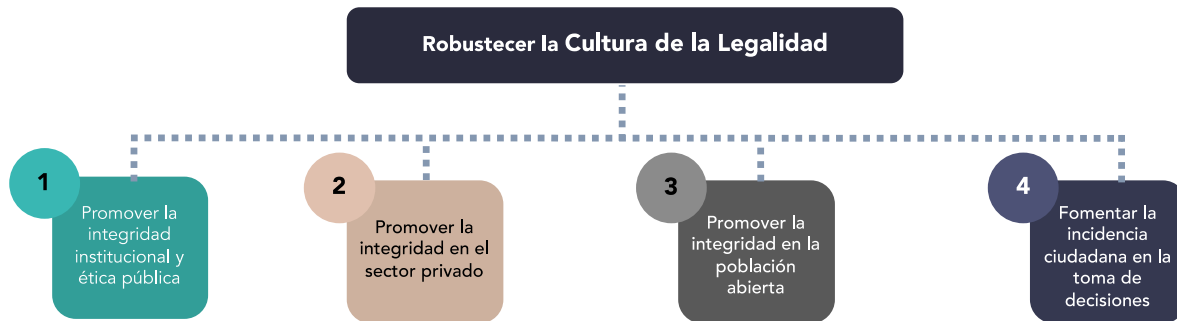 Robustecer la Cultura de la Legalidad
1
Promover la
integridad
institucional y
ética pública
2
Promover la
integridad en el
sector privado
3
Promover la
integridad en la
población
abierta
4
Fomentar la
incidencia
ciudadana en la
toma de
decisiones